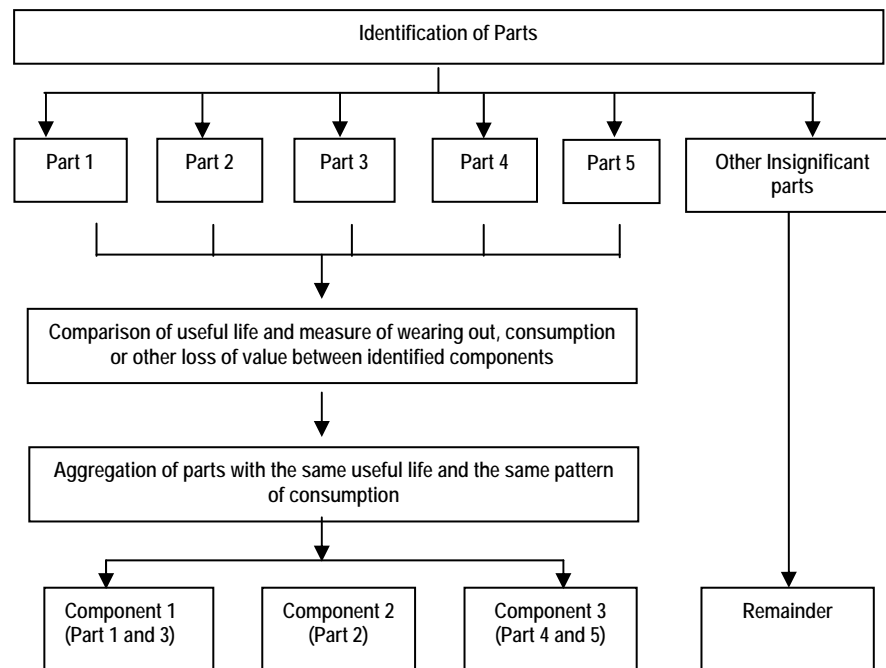 Identification of Parts
Part 1
Part 2
Part 3
Part 4
Part 5
Other Insignificant
parts
Comparison of useful life and measure of wearing out, consumption
or other loss of value between identified components
Aggregation of parts with the same useful life and the same pattern
of consumption
Component 1
(Part 1 and 3)
Component 2
(Part 2)
Component 3
(Part 4 and 5)
Remainder